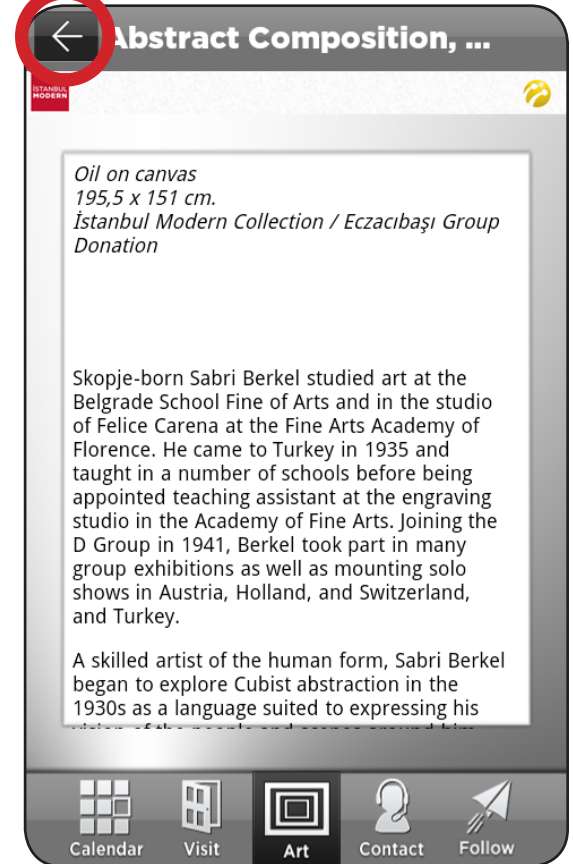 Abstract Composition, ...
İSTANBUL
MODERN
Oil on canvas
195,5 x 151 cm.
İstanbul Modern Collection / Eczacıbaşı Group
Donation
Skopje-born Sabri Berkel studied art at the
Belgrade School Fine of Arts and in the studio
of Felice Carena at the Fine Arts Academy of
Florence. He came to Turkey in 1935 and
taught in a number of schools before being
appointed teaching assistant at the engraving
studio in the Academy of Fine Arts. Joining the
D Group in 1941, Berkel took part in many
group exhibitions as well as mounting solo
shows in Austria, Holland, and Switzerland,
and Turkey.
A skilled artist of the human form, Sabri Berkel
began to explore Cubist abstraction in the
1930s as a language suited to expressing his
Calendar Visit Art Contact Follow